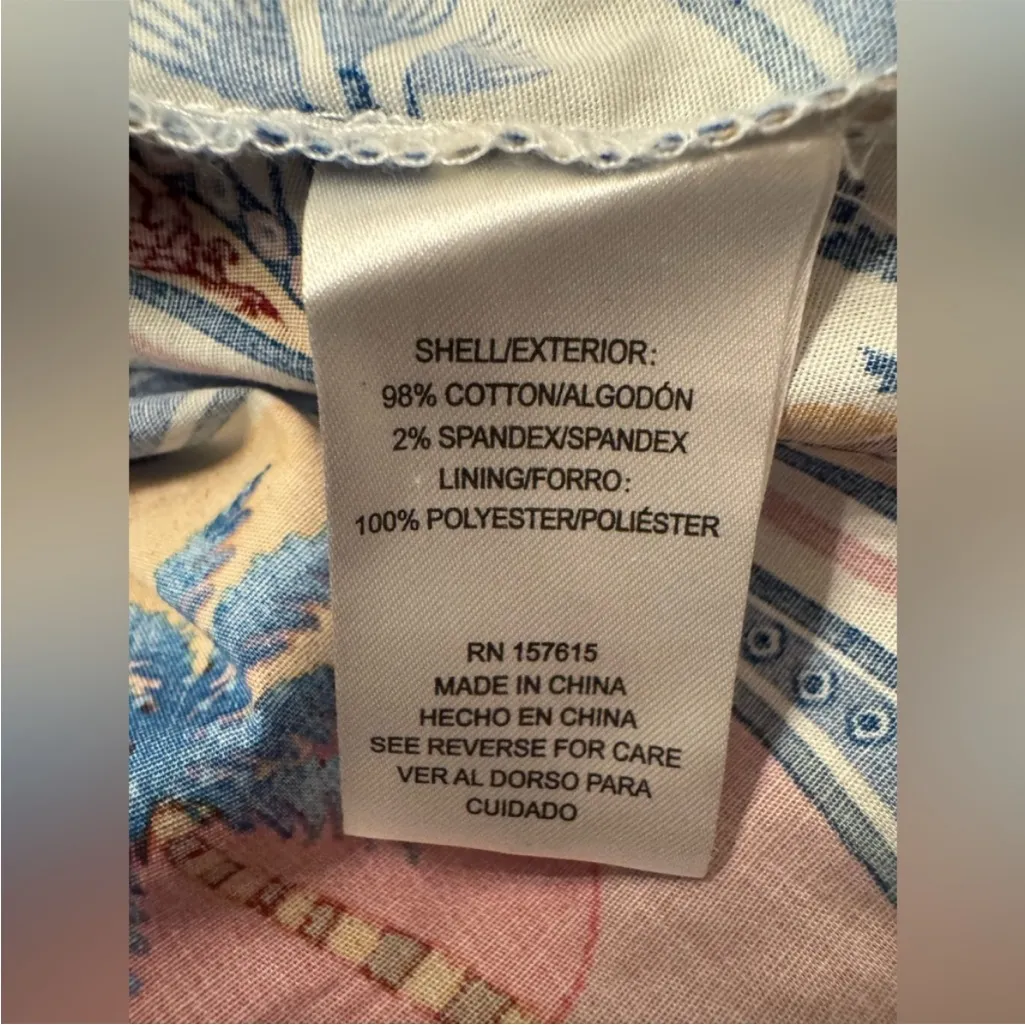 SHELL/EXTERIOR:
98% COTTON/ALGODÓN
2% SPANDEX/SPANDEX
LINING/FORRO:
100% POLYESTER/POLIÉSTER
RN 157615
MADE IN CHINA
HECHO EN CHINA
SEE REVERSE FOR CARE
VER AL DORSO PARA
CUIDADO